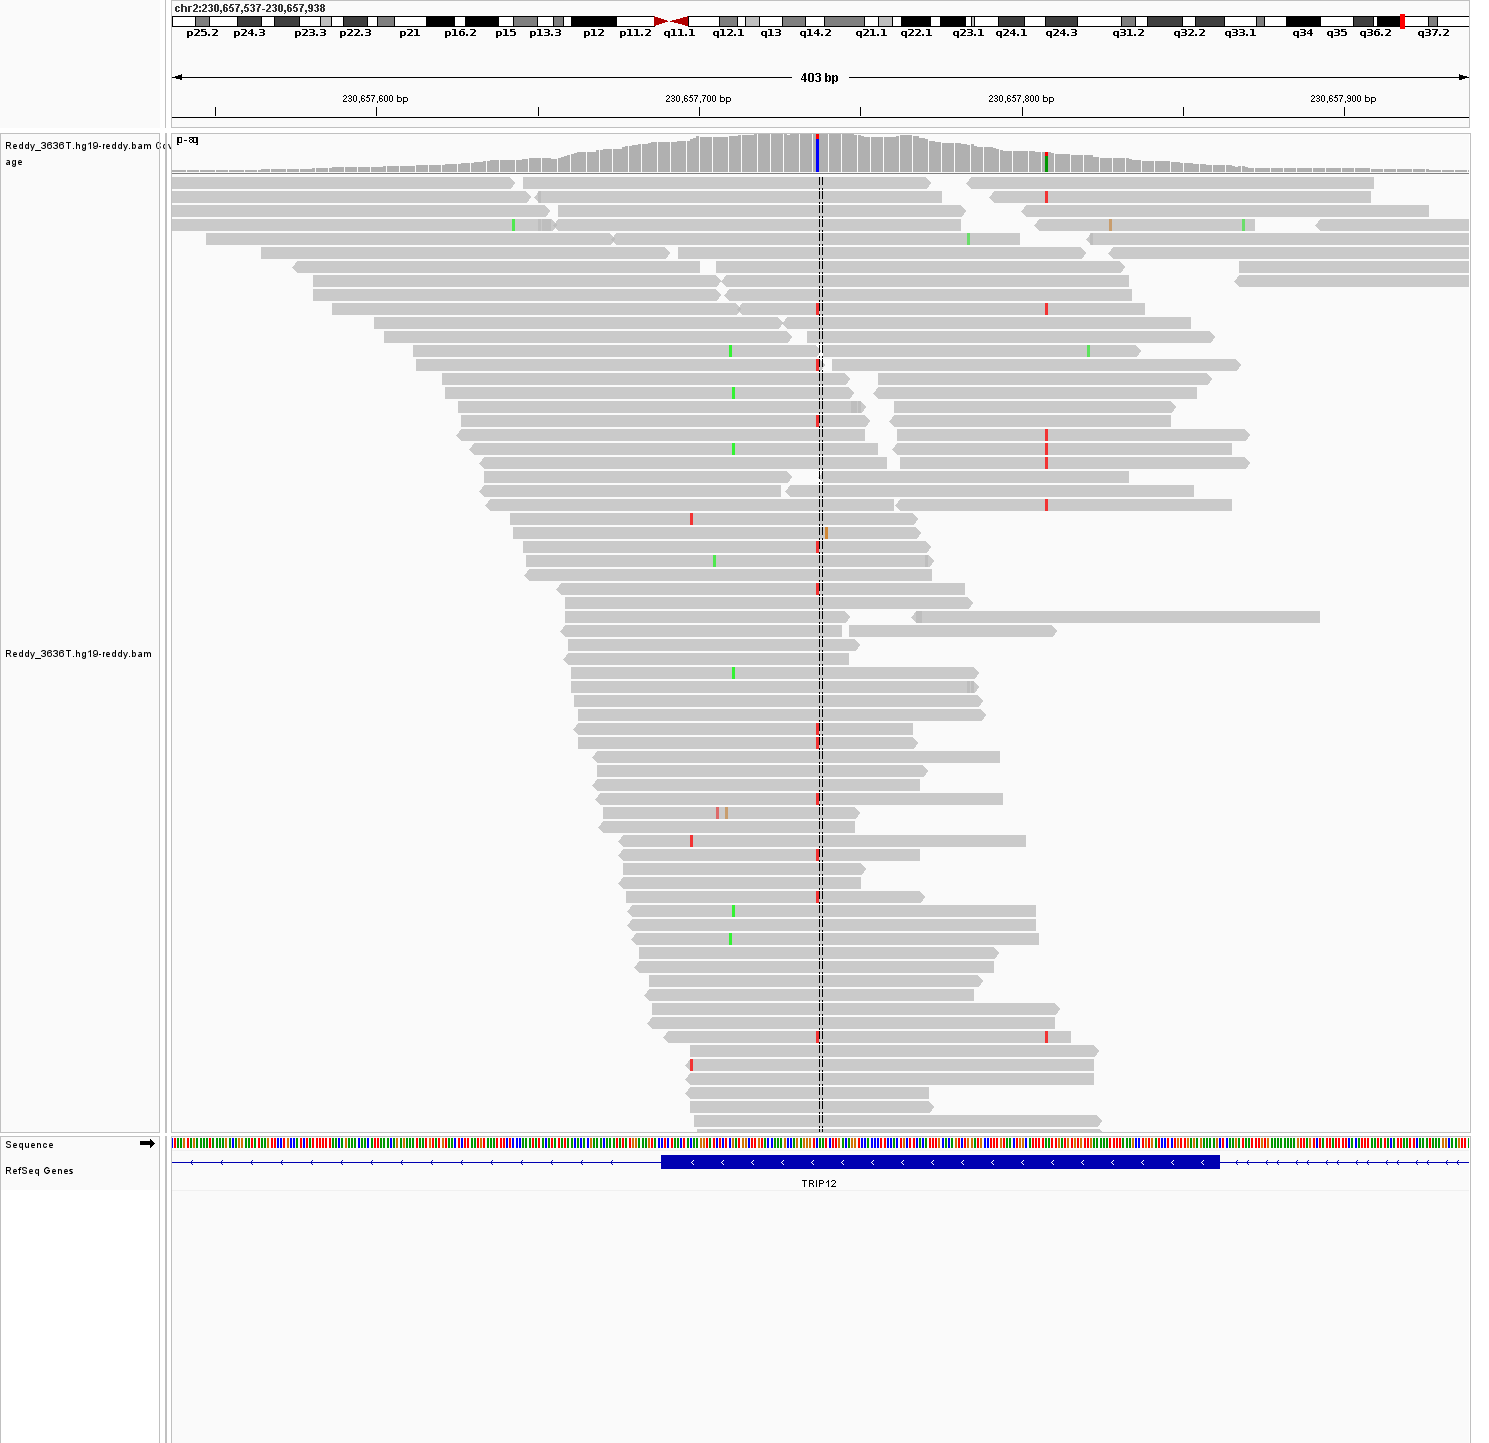 chr2:230,657,537-230,657,938
p25.2 p24.3 p23.3 p22.3 p21 p16.2 p15 p13.3 p12 p11.2 q11.1 q12.1 q13 q14.2 q21.1 q22.1 q23.1 q24.1 q24.3 q31.2 q32.2 q33.1 q34 q35 q36.2 q37.2
403 bp
230,657,600 bp 230,657,700 bp 230,657,800 bp 230,657,900 bp
Reddy_3636T.hg19-reddy.bam Cov
age
Reddy_3636T.hg19-reddy.bam
Sequence
RefSeq Genes
TRIP12